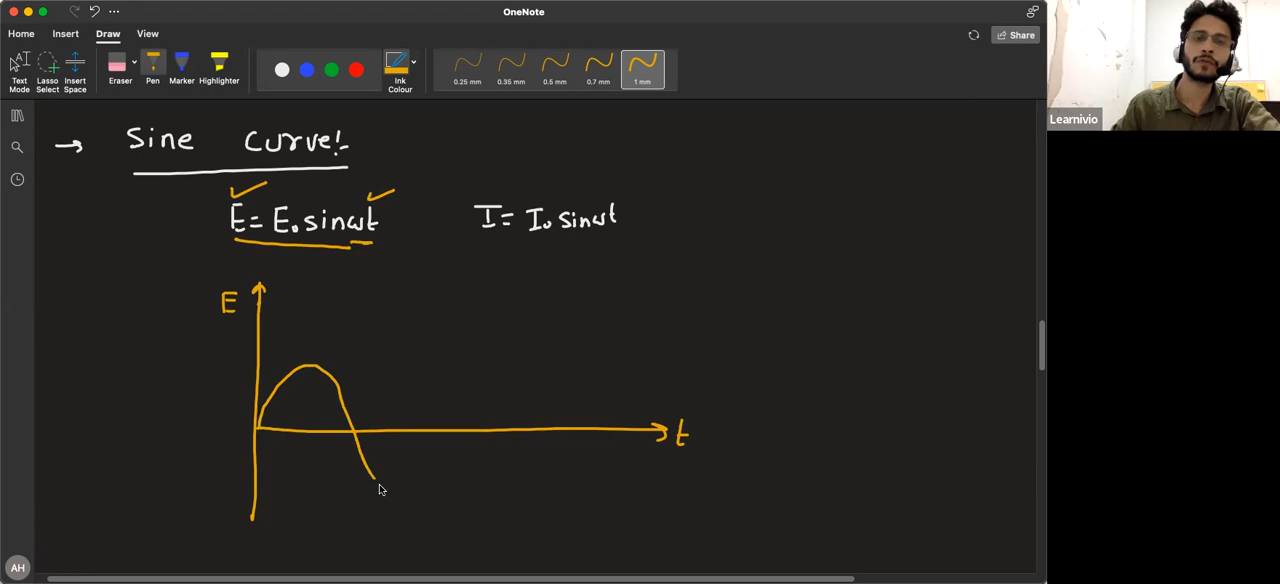 OneNote
Home Insert Draw View
Share
Text Mode
Lasso Select
Insert Space
Eraser
Pen
Marker
Highlighter
Ink Colour
0.25 mm
0.35 mm
0.5 mm
0.7 mm
1 mm
Learnivio
→ Sine Curve!
E = E₀ sinωt I = I₀ sinωt
E
t
AH